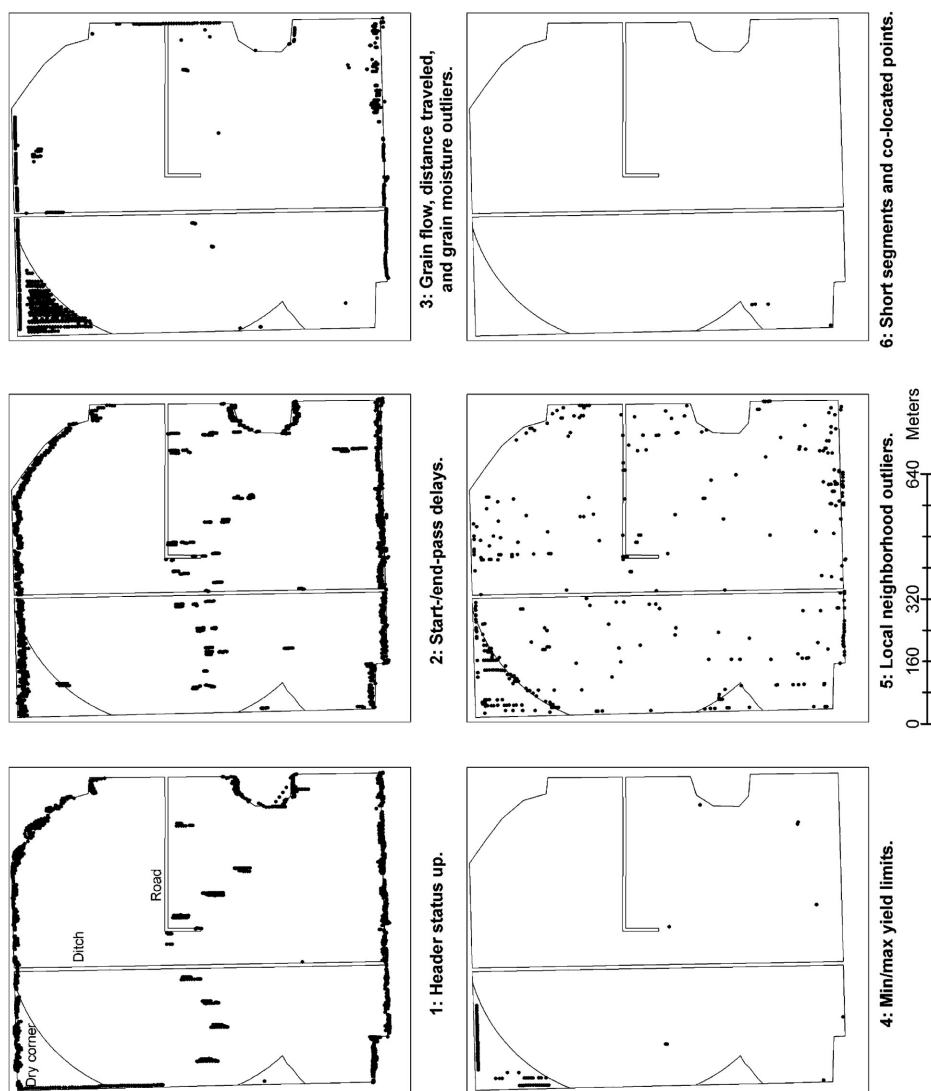 Dry corner
Ditch
Road
1: Header status up.
2: Start-/end-pass delays.
3: Grain flow, distance traveled,
and grain moisture outliers.
4: Min/max yield limits.
5: Local neighborhood outliers.
0 160 320 640 Meters
6: Short segments and co-located points.